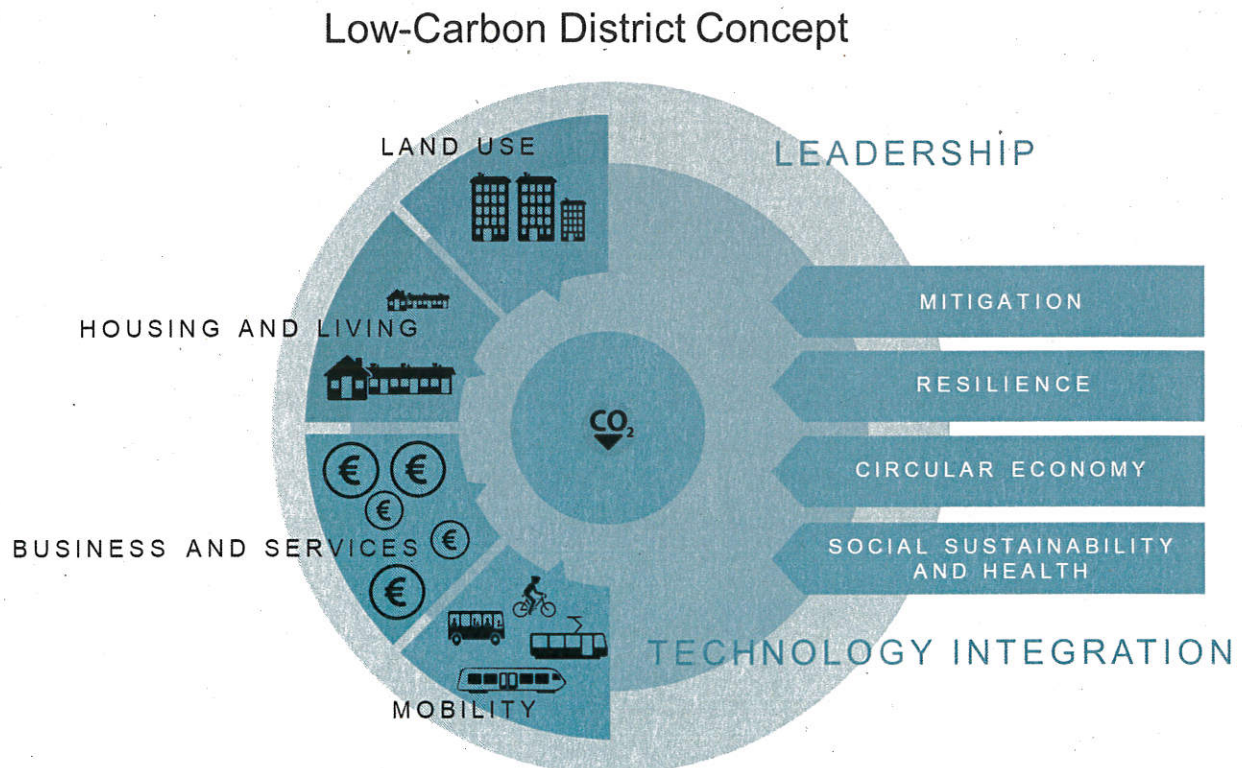 Low-Carbon District Concept
LAND USE
LEADERSHIP
MITIGATION
HOUSING AND LIVING
RESILIENCE
CO₂
CIRCULAR ECONOMY
€ €
€
€
BUSINESS AND SERVICES
SOCIAL SUSTAINABILITY
AND HEALTH
€
TECHNOLOGY INTEGRATION
MOBILITY